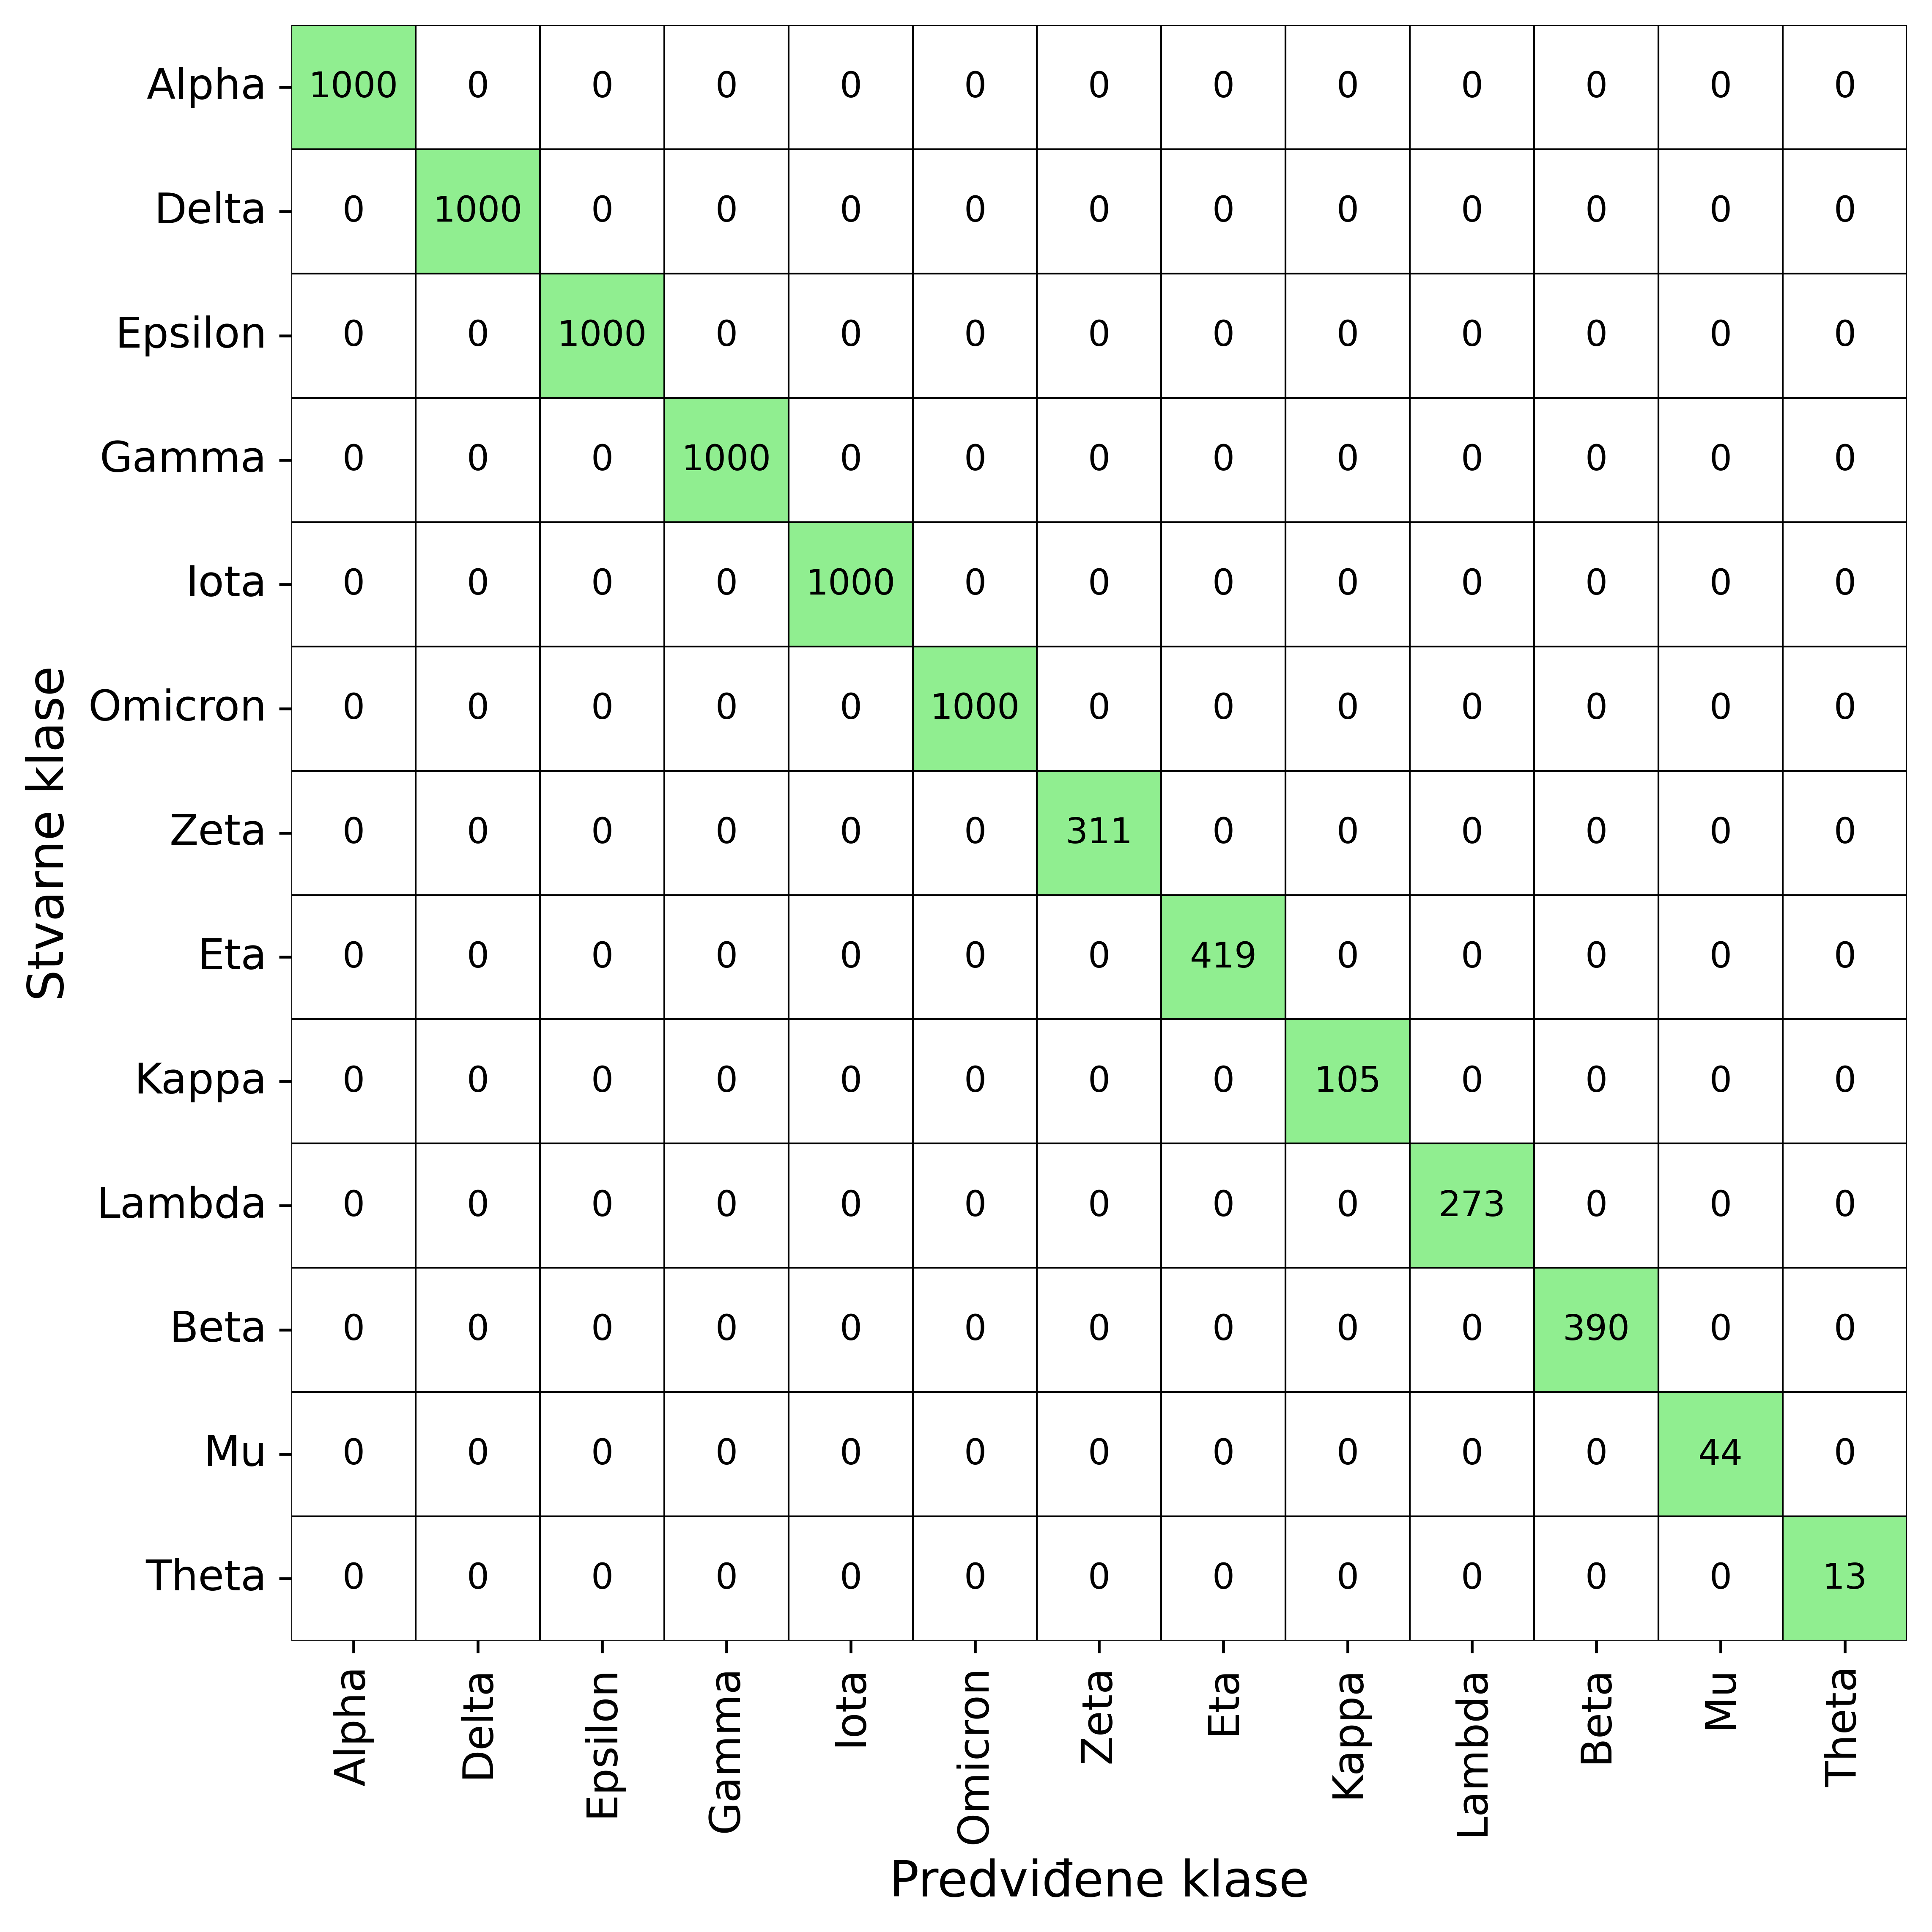 Alpha 1000 0 0 0 0 0 0 0 0 0 0 0 0
Delta 0 1000 0 0 0 0 0 0 0 0 0 0 0
Epsilon 0 0 1000 0 0 0 0 0 0 0 0 0 0
Gamma 0 0 0 1000 0 0 0 0 0 0 0 0 0
Iota 0 0 0 0 1000 0 0 0 0 0 0 0 0
Omicron 0 0 0 0 0 1000 0 0 0 0 0 0 0
Zeta 0 0 0 0 0 0 311 0 0 0 0 0 0
Eta 0 0 0 0 0 0 0 419 0 0 0 0 0
Kappa 0 0 0 0 0 0 0 0 105 0 0 0 0
Lambda 0 0 0 0 0 0 0 0 0 273 0 0 0
Beta 0 0 0 0 0 0 0 0 0 0 390 0 0
Mu 0 0 0 0 0 0 0 0 0 0 0 44 0
Theta 0 0 0 0 0 0 0 0 0 0 0 0 13
Stvarne klase
Alpha Delta Epsilon Gamma Iota Omicron Zeta Eta Kappa Lambda Beta Mu Theta
Predviđene klase